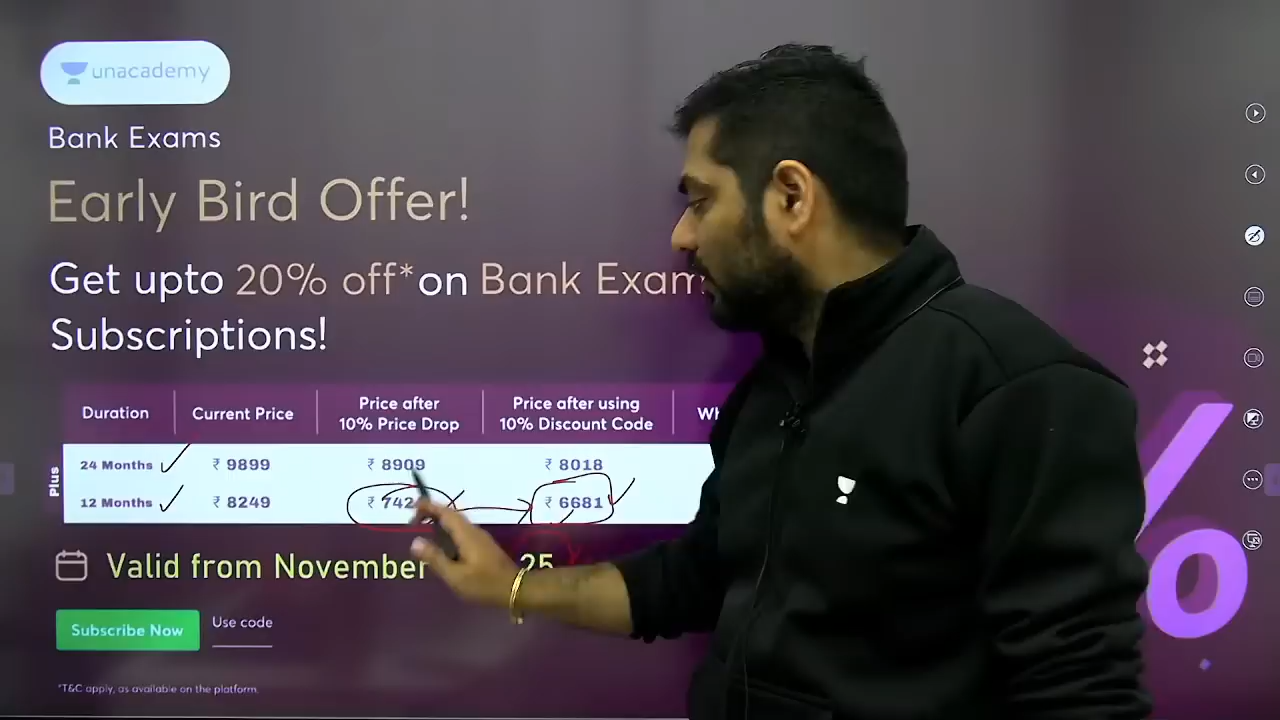 unacademy
Bank Exams
Early Bird Offer!
Get upto 20% off* on Bank Exam
Subscriptions!
Duration Current Price Price after 10% Price Drop Price after using 10% Discount Code
Plus
24 Months ₹ 9899 ₹ 8909 ₹ 8018
12 Months ₹ 8249 ₹ 742 ₹ 6681
Valid from November 25
Subscribe Now Use code
*T&C apply, as available on the platform.
%